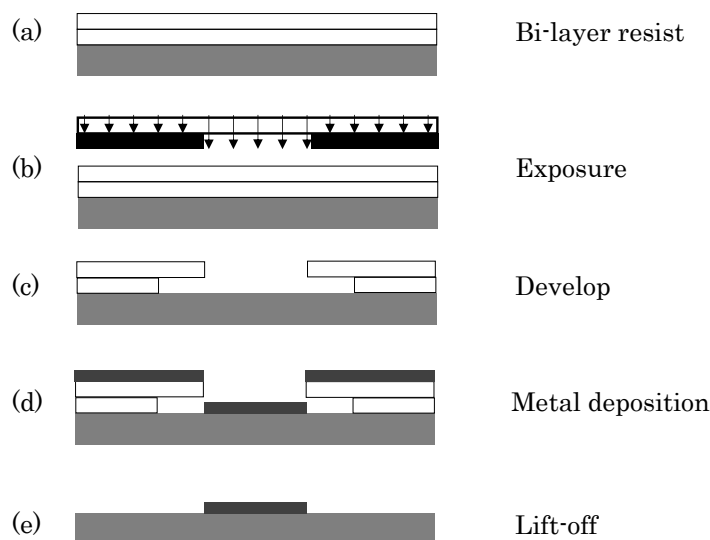 (a) Bi-layer resist
(b) Exposure
(c) Develop
(d) Metal deposition
(e) Lift-off